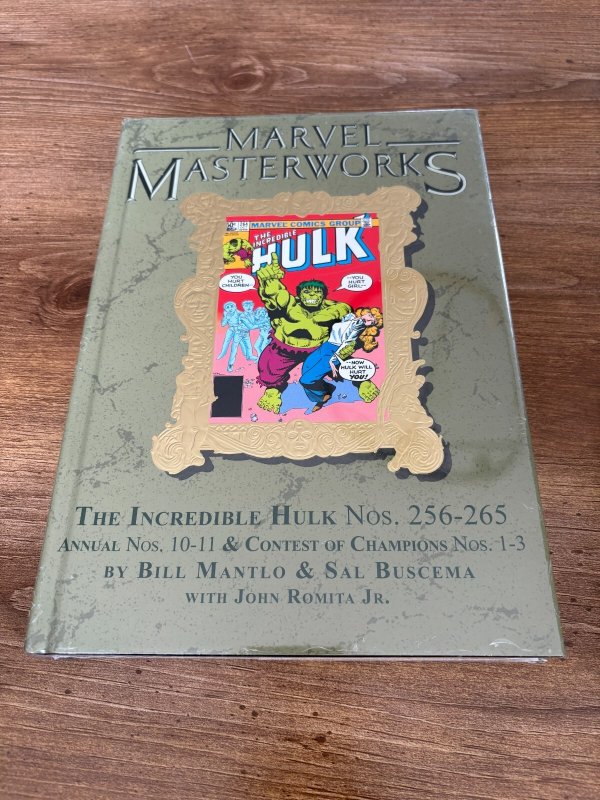 MARVEL
MASTERWORKS
MARVEL COMICS GROUP
THE
INCREDIBLE
HULK
YOU
HURT
CHILDREN--
--YOU
HURT
GIRL--
--NOW
HULK WILL
HURT
YOU!
THE INCREDIBLE HULK NOS. 256-265
ANNUAL NOS. 10-11 & CONTEST OF CHAMPIONS NOS. 1-3
BY BILL MANTLO & SAL BUSCEMA
WITH JOHN ROMITA JR.